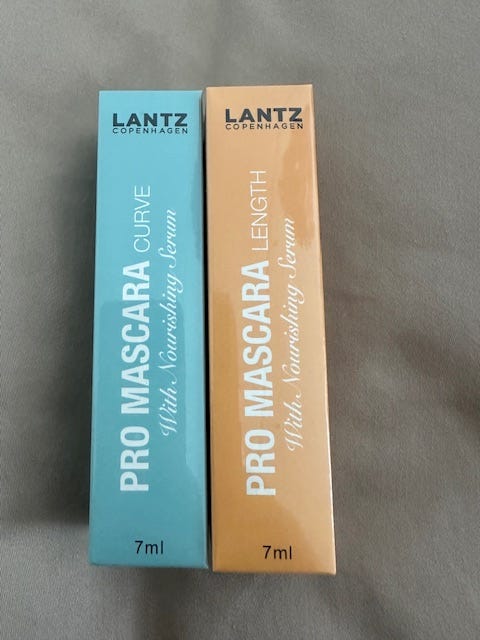 LANTZ
COPENHAGEN
PRO MASCARA CURVE
With Nourishing Serum
7ml
LANTZ
COPENHAGEN
PRO MASCARA LENGTH
With Nourishing Serum
7ml